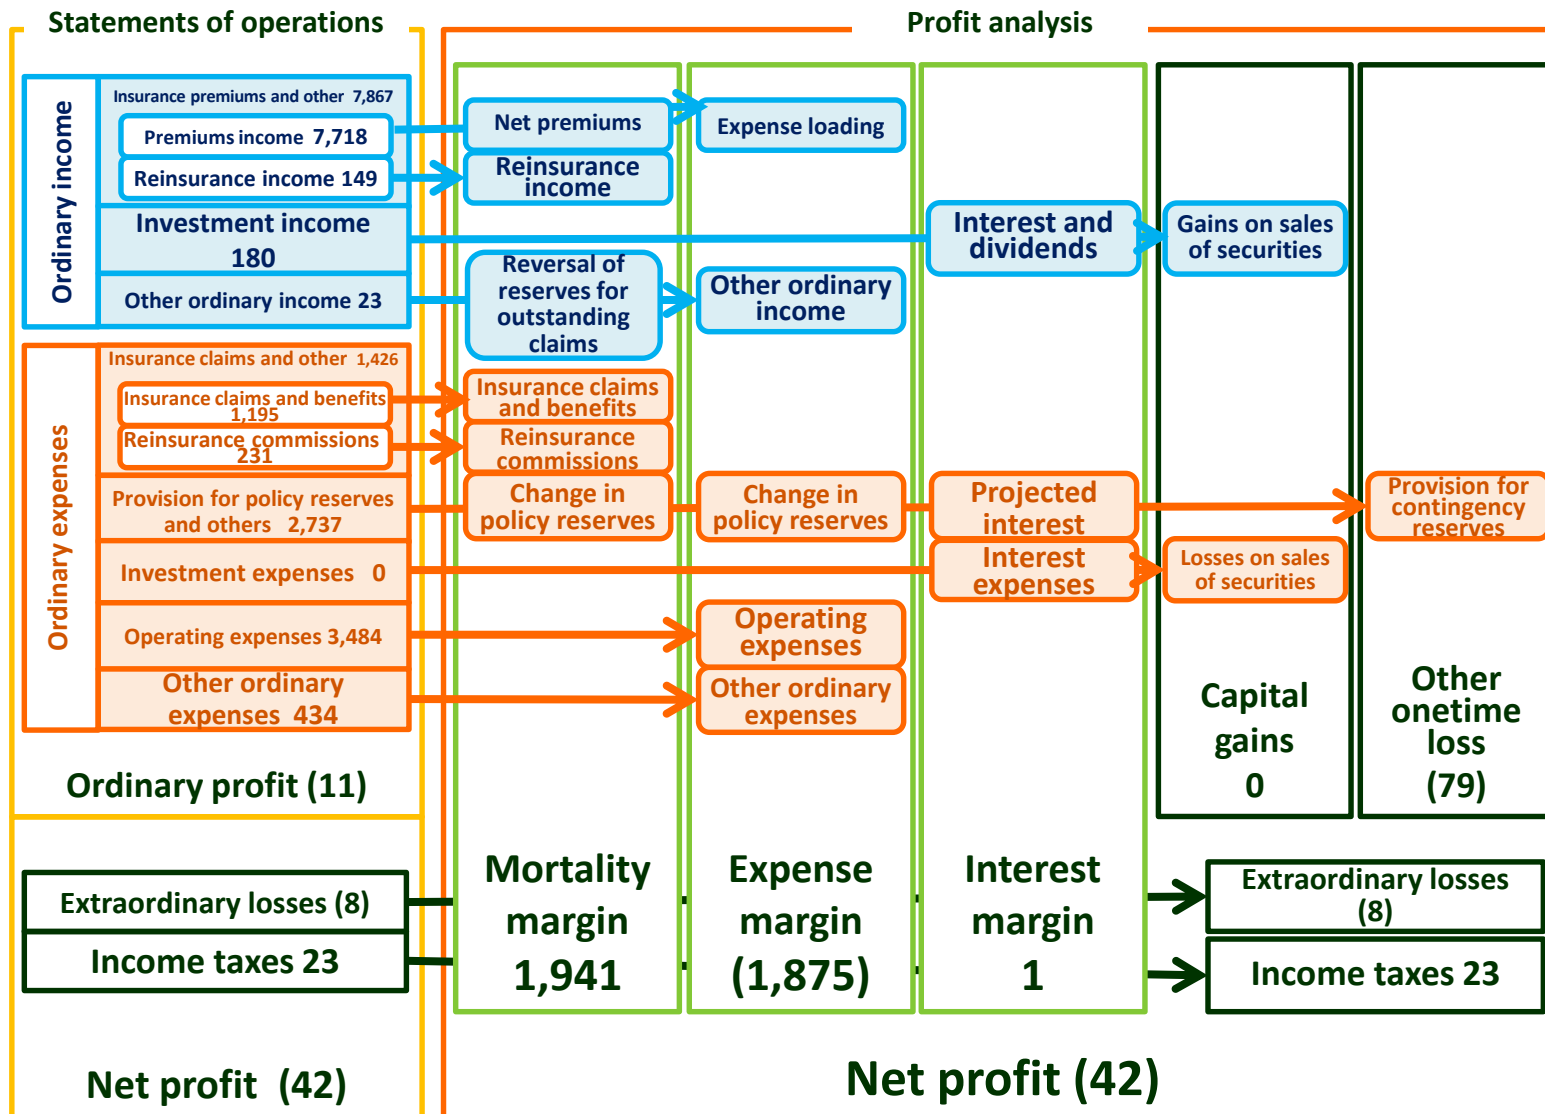 Statements of operations
Profit analysis
Ordinary income
Insurance premiums and other 7,867
Premiums income 7,718
Reinsurance income 149
Investment income
180
Other ordinary income 23
Net premiums
Expense loading
Reinsurance
income
Interest and
dividends
Gains on sales
of securities
Reversal of
reserves for
outstanding
claims
Other ordinary
income
Ordinary expenses
Insurance claims and other 1,426
Insurance claims and benefits
1,195
Reinsurance commissions
231
Provision for policy reserves
and others 2,737
Investment expenses 0
Operating expenses 3,484
Other ordinary
expenses 434
Insurance claims
and benefits
Reinsurance
commissions
Change in
policy reserves
Change in
policy reserves
Projected
interest
Provision for
contingency
reserves
Interest
expenses
Losses on sales
of securities
Operating
expenses
Other ordinary
expenses
Capital
gains
0
Other
onetime
loss
(79)
Ordinary profit (11)
Mortality
margin
1,941
Expense
margin
(1,875)
Interest
margin
1
Extraordinary losses (8)
Income taxes 23
Extraordinary losses
(8)
Income taxes 23
Net profit (42)
Net profit (42)